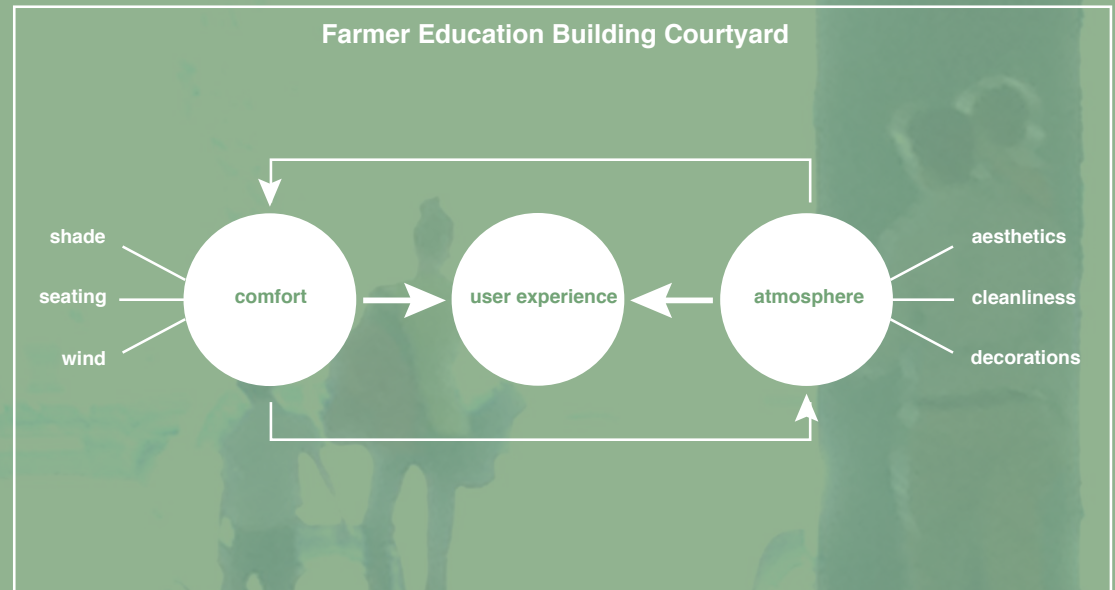 Farmer Education Building Courtyard
shade
seating
wind
comfort
user experience
atmosphere
aesthetics
cleanliness
decorations